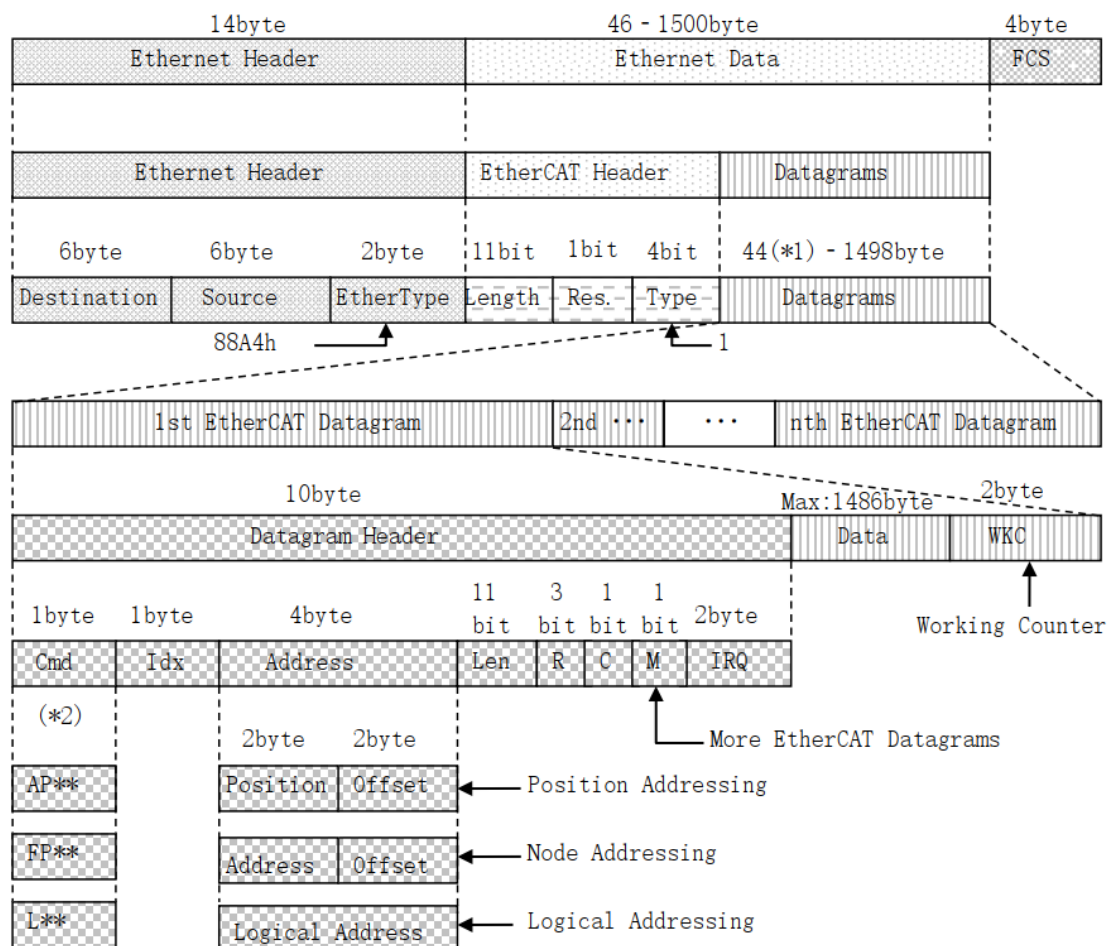 14byte 46 - 1500byte 4byte
Ethernet Header Ethernet Data FCS
Ethernet Header EtherCAT Header Datagrams
6byte 6byte 2byte 11bit 1bit 4bit 44(*1) - 1498byte
Destination Source EtherType Length Res. Type Datagrams
88A4h 1
1st EtherCAT Datagram 2nd ··· ··· nth EtherCAT Datagram
10byte Max:1486byte 2byte
Datagram Header Data WKC
Working Counter
1byte 1byte 4byte 11 bit 3 bit 1 bit 1 bit 2byte
Cmd Idx Address Len R C M IRQ
(*2)
More EtherCAT Datagrams
2byte 2byte
AP** Position Offset Position Addressing
FP** Address Offset Node Addressing
L** Logical Address Logical Addressing